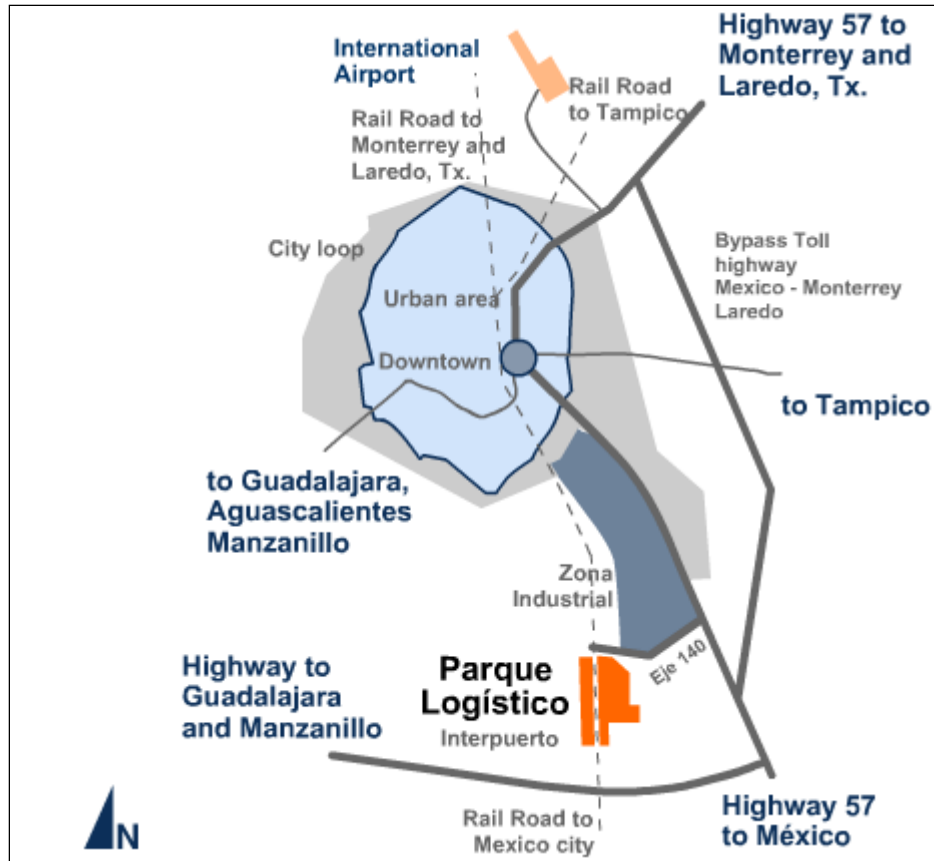 Highway 57 to
Monterrey and
Laredo, Tx.
International
Airport
Rail Road
to Tampico
Rail Road to
Monterrey and
Laredo, Tx.
City loop
Bypass Toll
highway
Mexico - Monterrey
Laredo
Urban area
Downtown
to Tampico
to Guadalajara,
Aguascalientes
Manzanillo
Zona
Industrial
Eje 140
Parque
Logístico
Interpuerto
Highway to
Guadalajara
and Manzanillo
Rail Road to
Mexico city
Highway 57
to México
N